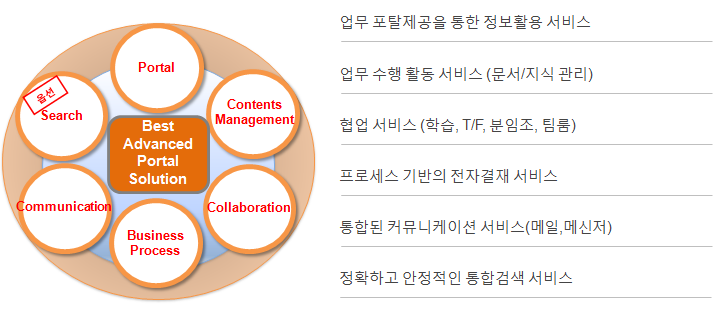 Portal
옵션
Search
Contents
Management
Best
Advanced
Portal
Solution
Communication
Collaboration
Business
Process
업무 포탈제공을 통한 정보활용 서비스
업무 수행 활동 서비스 (문서/지식 관리)
협업 서비스 (학습, T/F, 분임조, 팀룸)
프로세스 기반의 전자결재 서비스
통합된 커뮤니케이션 서비스(메일,메신저)
정확하고 안정적인 통합검색 서비스